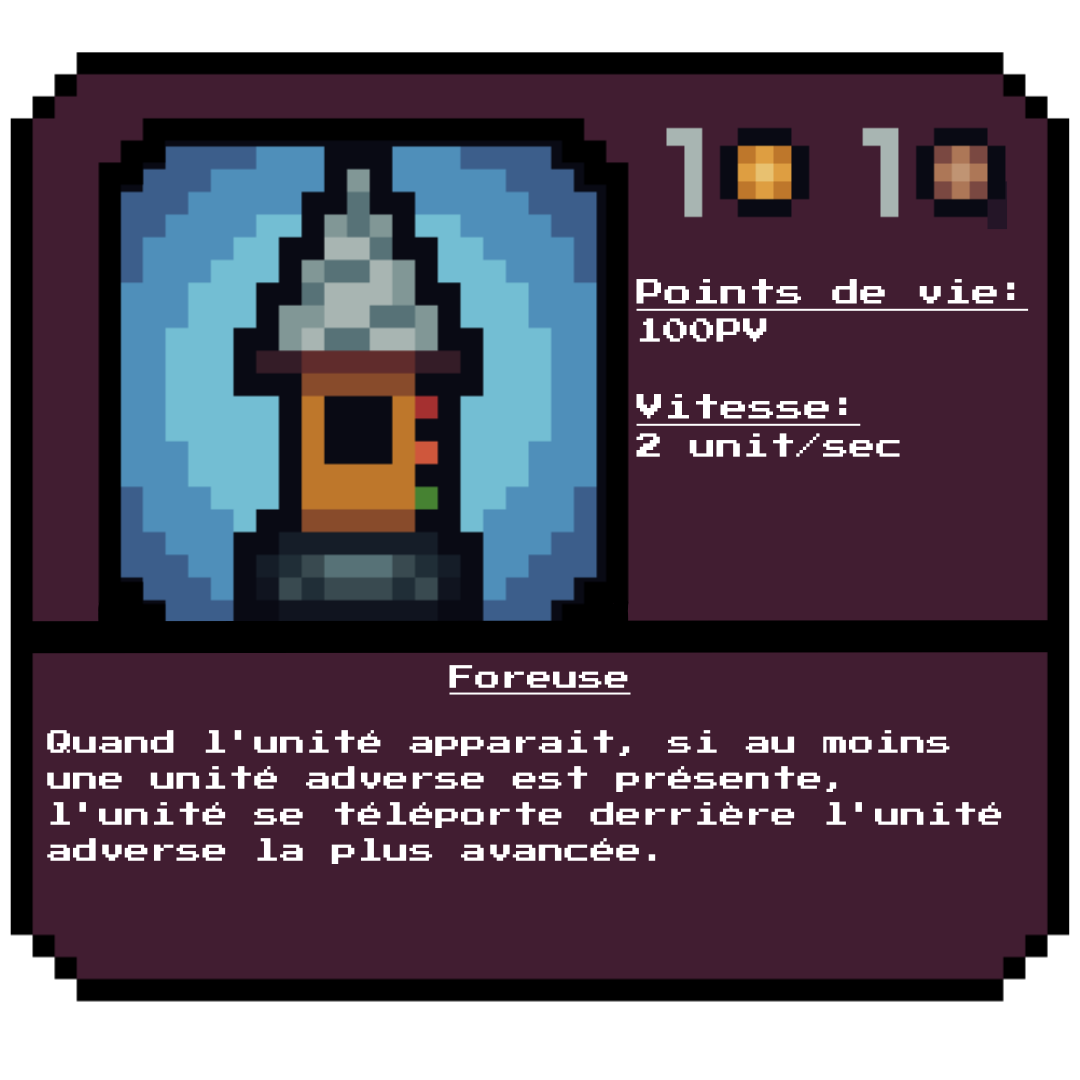 1 1
Points de vie:
100PV
Vitesse:
2 unit/sec
Foreuse
Quand l'unité apparait, si au moins
une unité adverse est présente,
l'unité se téléporte derrière l'unité
adverse la plus avancée.